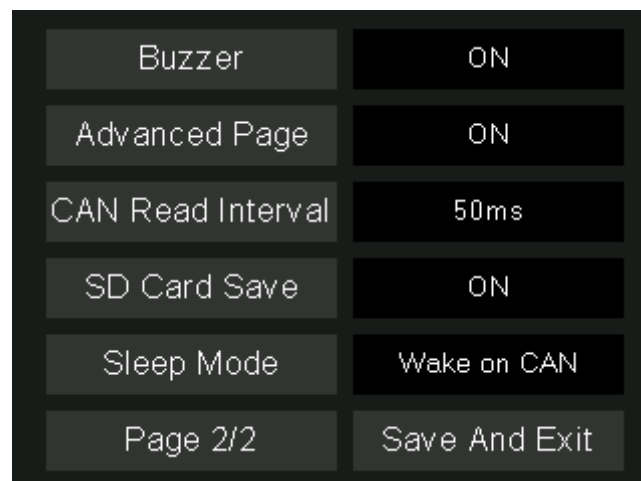 Buzzer ON
Advanced Page ON
CAN Read Interval 50ms
SD Card Save ON
Sleep Mode Wake on CAN
Page 2/2 Save And Exit